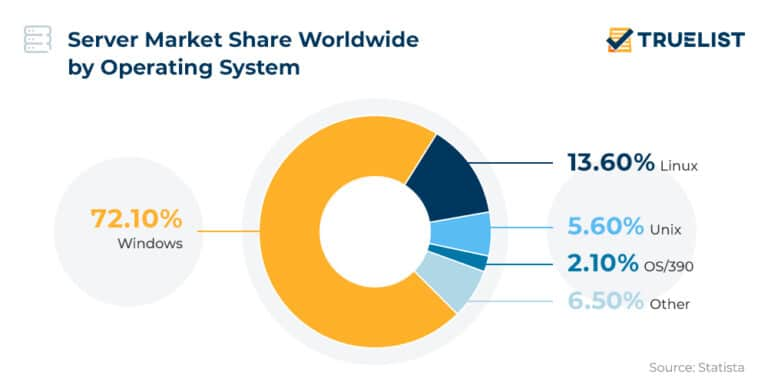 Server Market Share Worldwide
by Operating System
TRUELIST
72.10%
Windows
13.60% Linux
5.60% Unix
2.10% OS/390
6.50% Other
Source: Statista